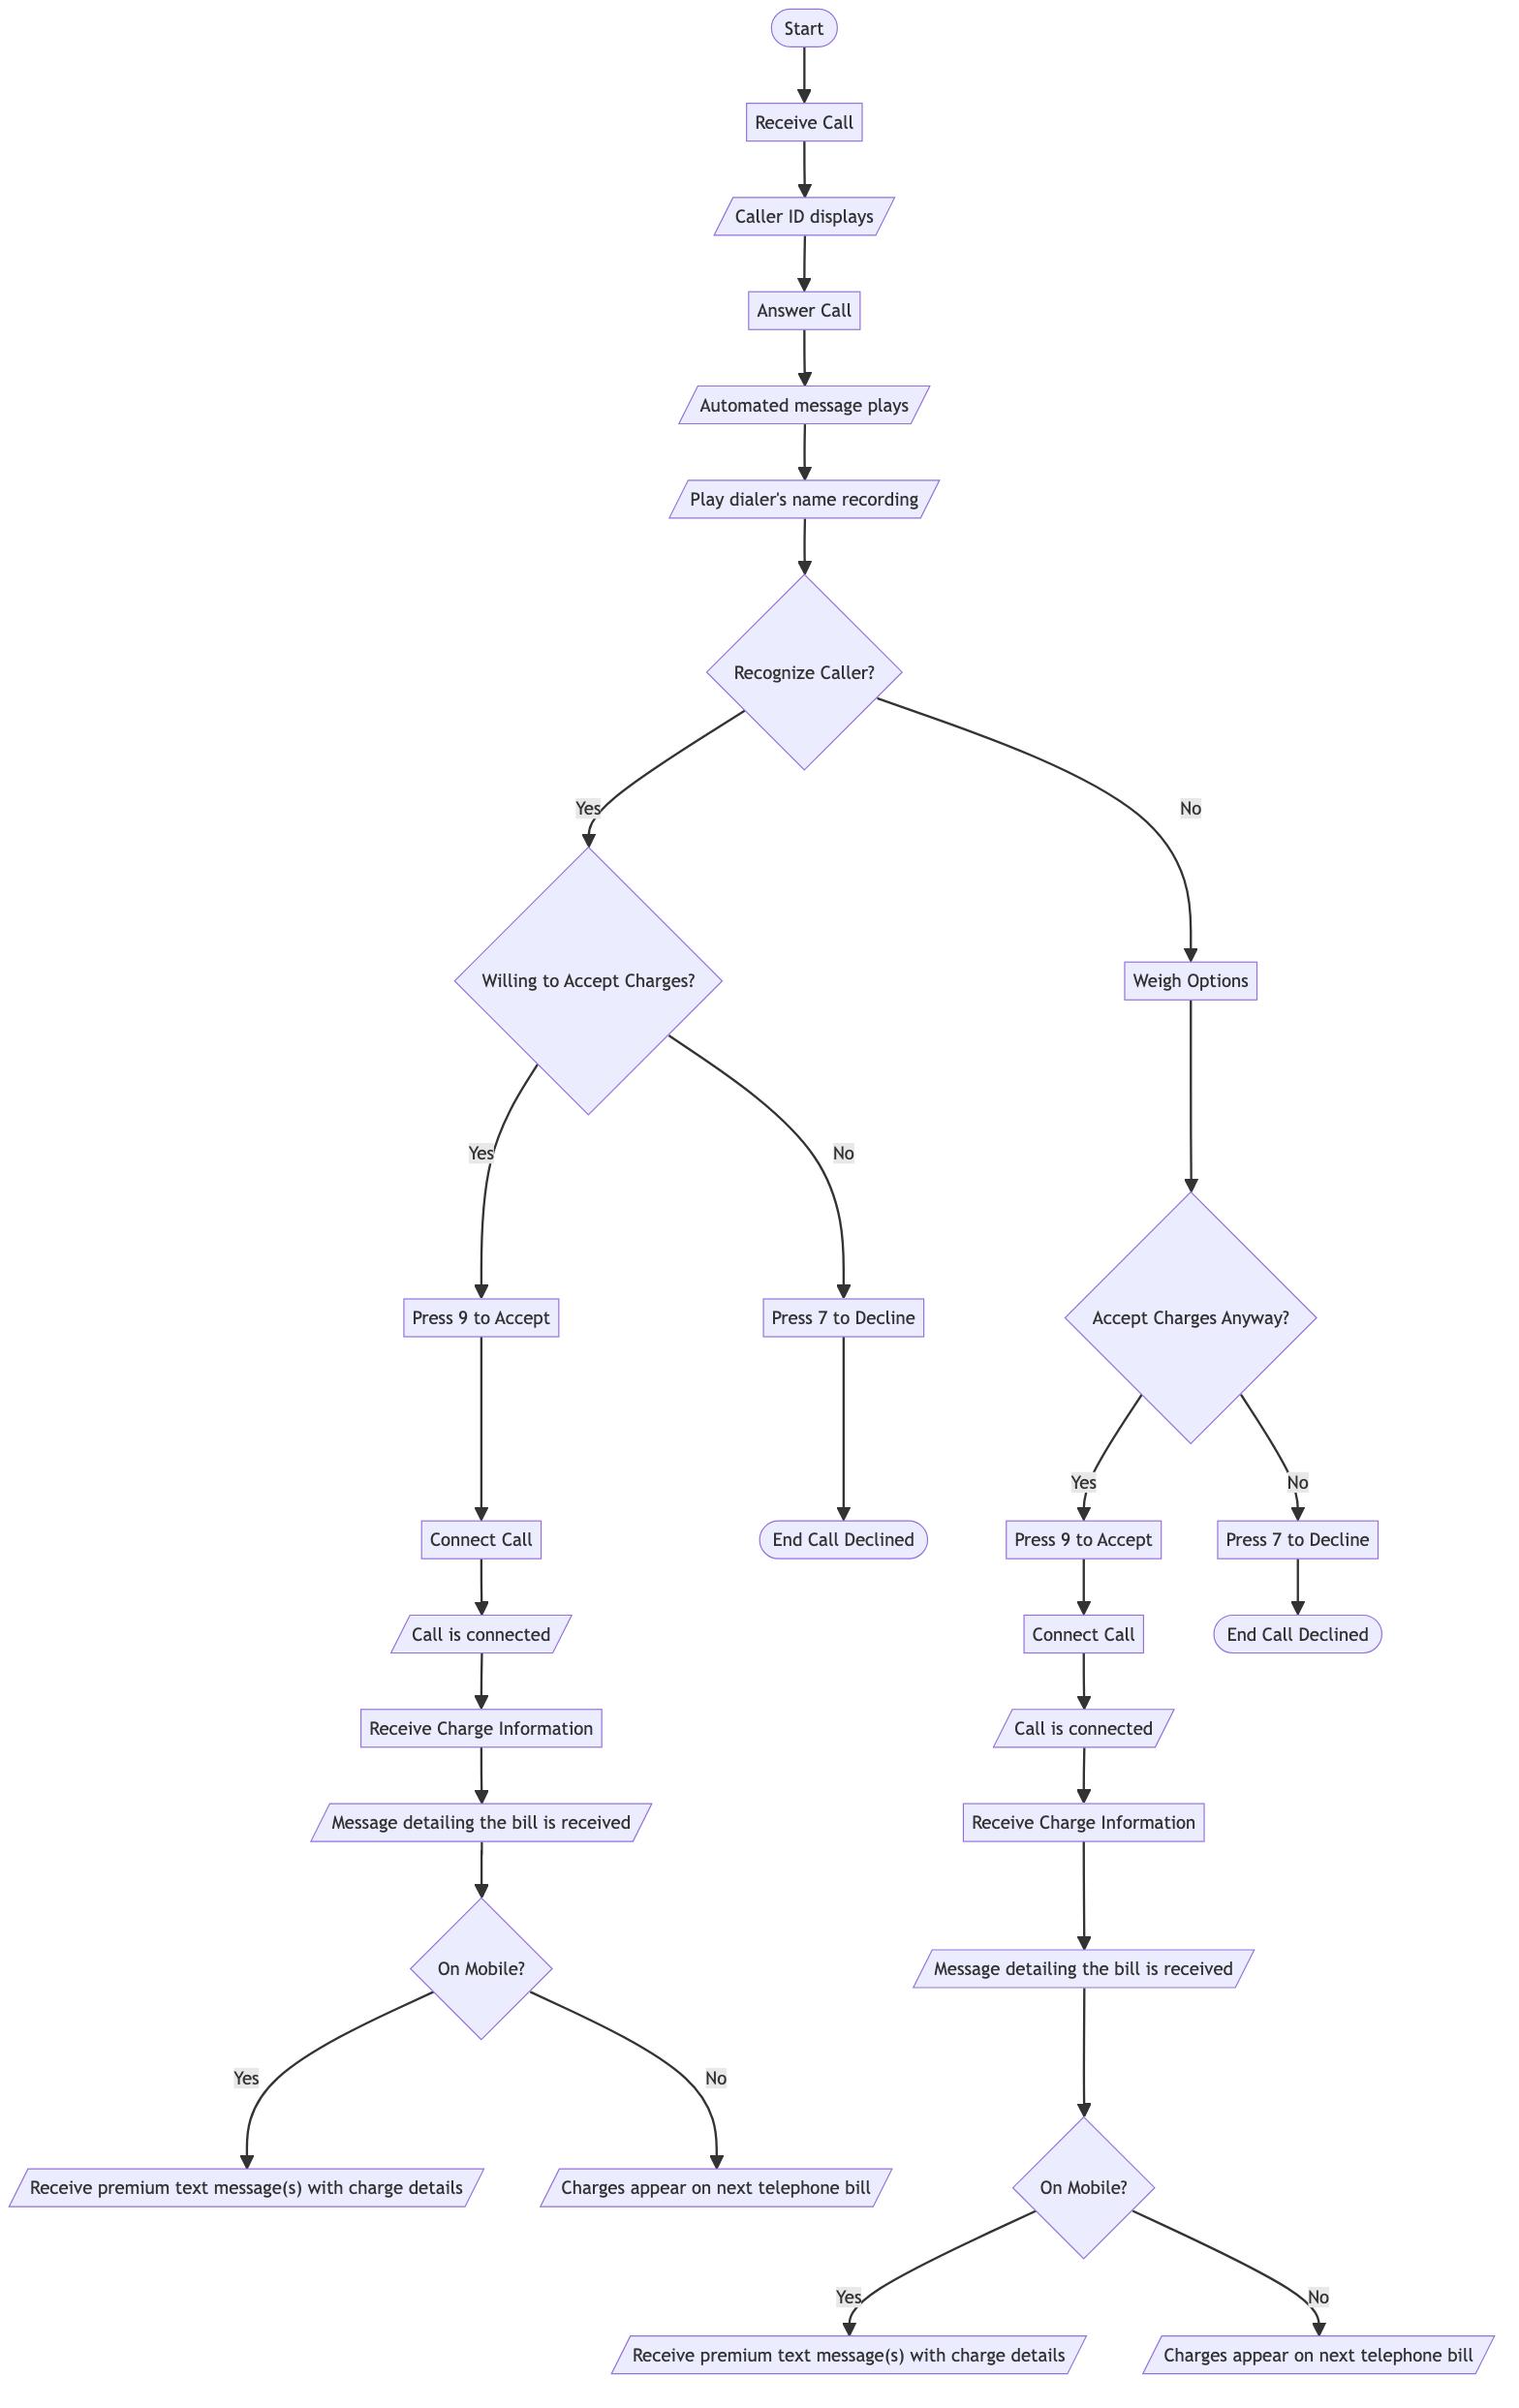 Start
Receive Call
Caller ID displays
Answer Call
Automated message plays
Play dialer's name recording
Recognize Caller?
Yes
No
Willing to Accept Charges?
Weigh Options
Yes
No
Press 9 to Accept
Press 7 to Decline
Accept Charges Anyway?
Yes
No
Connect Call
End Call Declined
Press 9 to Accept
Press 7 to Decline
Call is connected
Connect Call
End Call Declined
Receive Charge Information
Call is connected
Message detailing the bill is received
Receive Charge Information
On Mobile?
Message detailing the bill is received
Yes
No
Receive premium text message(s) with charge details
Charges appear on next telephone bill
On Mobile?
Yes
No
Receive premium text message(s) with charge details
Charges appear on next telephone bill